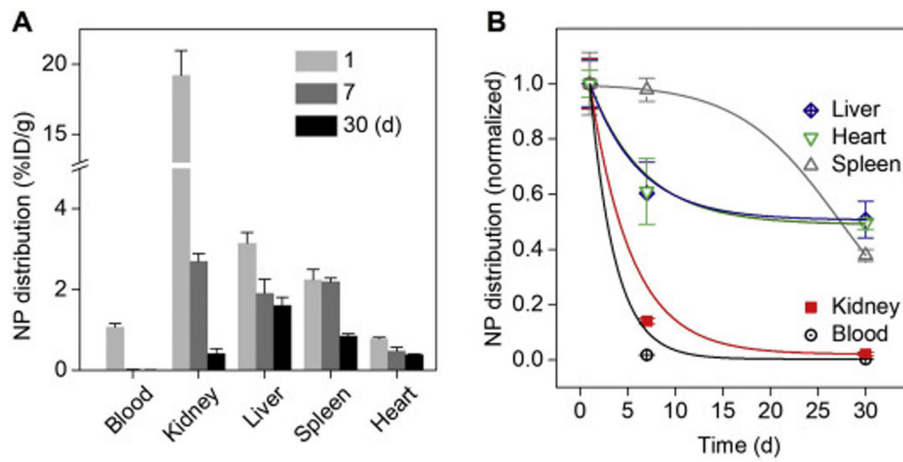 A
NP distribution (%ID/g)
20
15
4
2
0
1
7
30 (d)
Blood
Kidney
Liver
Spleen
Heart
B
NP distribution (normalized)
1.0
0.8
0.6
0.4
0.2
0.0
Liver
Heart
Spleen
Kidney
Blood
0 5 10 15 20 25 30
Time (d)